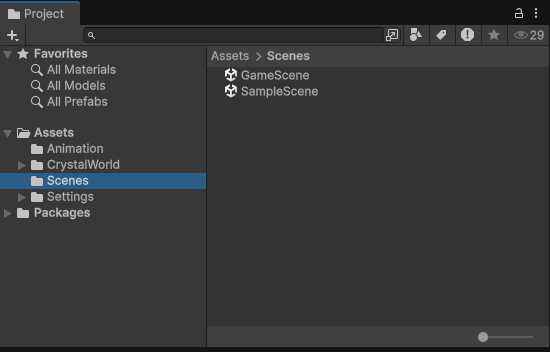 Project
29
Favorites
All Materials
All Models
All Prefabs
Assets
Animation
CrystalWorld
Scenes
Settings
Packages
Assets > Scenes
GameScene
SampleScene